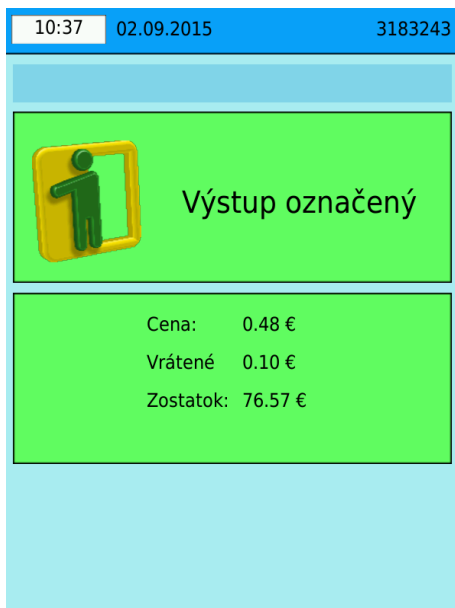 10:37 02.09.2015 3183243
Výstup označený
Cena: 0.48 €
Vrátené 0.10 €
Zostatok: 76.57 €